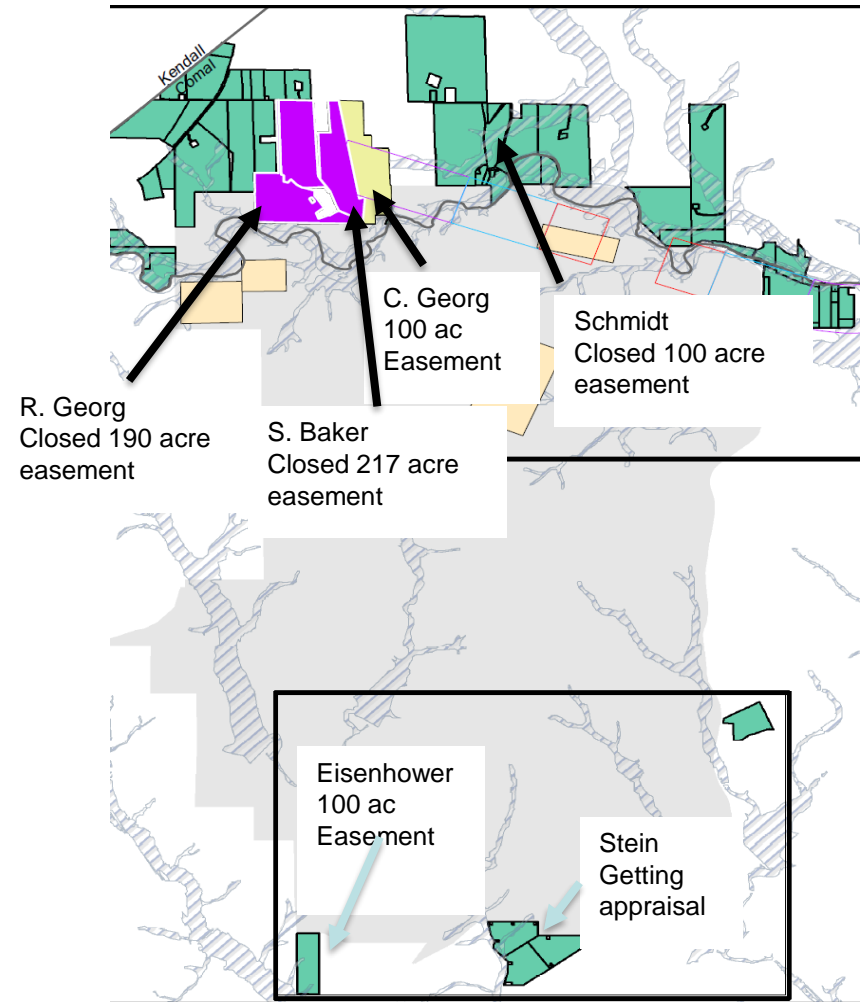 Kendall
Comal
C. Georg
100 ac
Easement
Schmidt
Closed 100 acre
easement
R. Georg
Closed 190 acre
easement
S. Baker
Closed 217 acre
easement
Eisenhower
100 ac
Easement
Stein
Getting
appraisal